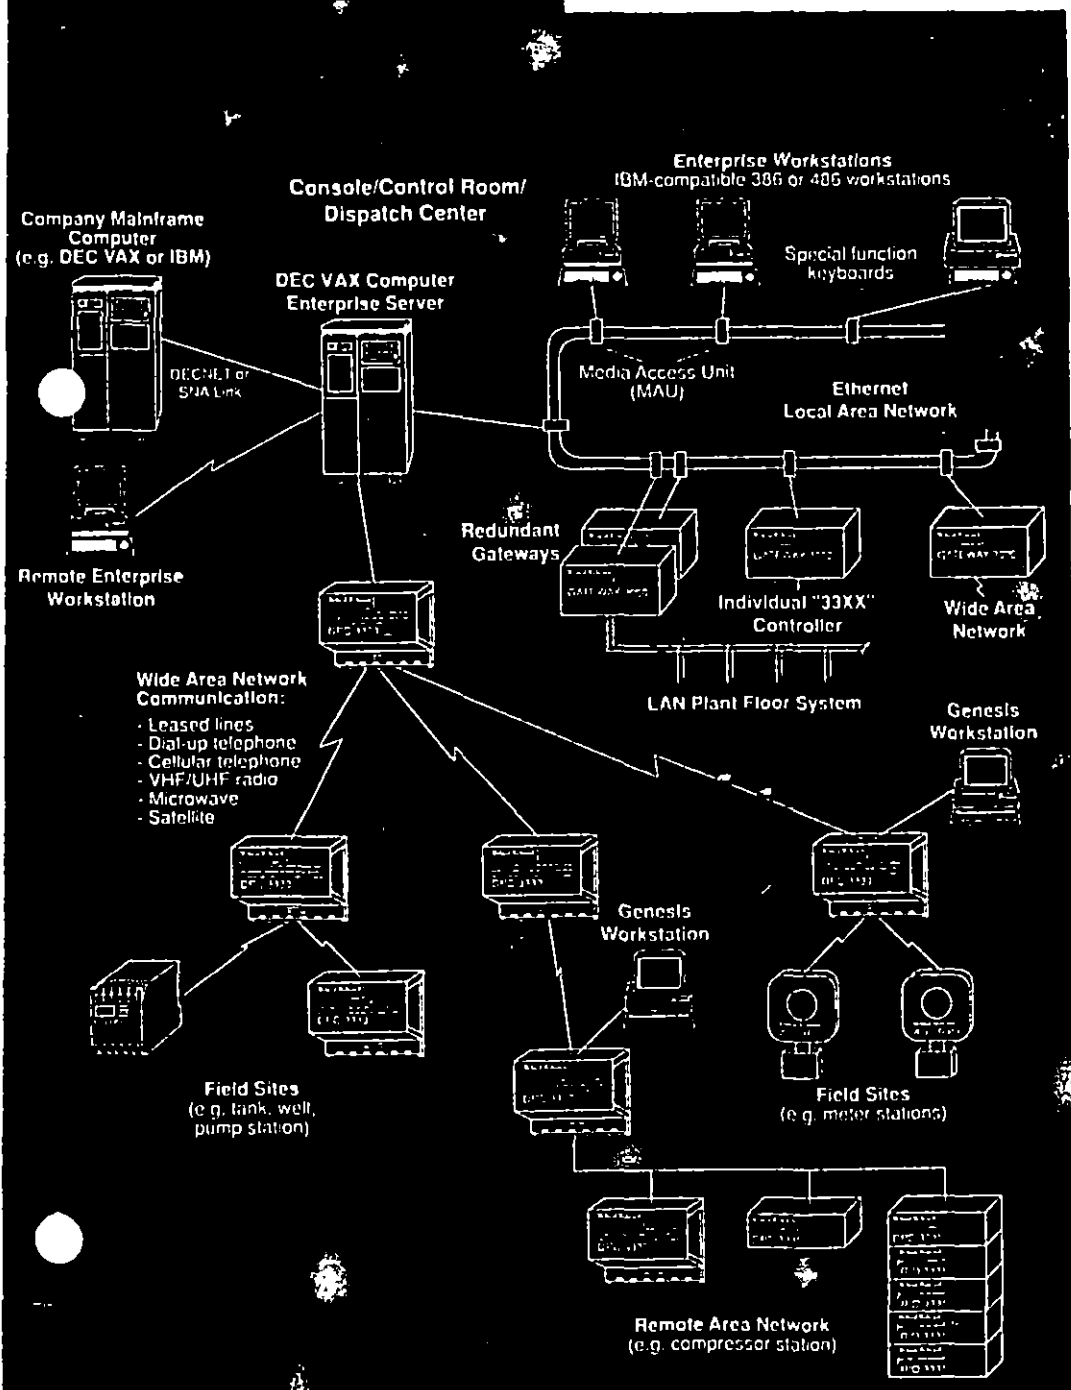 Console/Control Room/
Dispatch Center
Enterprise Workstations
IBM-compatible 386 or 486 workstations
Company Mainframe
Computer
(e.g. DEC VAX or IBM)
DEC VAX Computer
Enterprise Server
Special function
keyboards
DECNET or
SNA Link
Media Access Unit
(MAU)
Ethernet
Local Area Network
Redundant
Gateways
Remote Enterprise
Workstation
Individual "33XX"
Controller
Wide Area
Network
LAN Plant Floor System
Wide Area Network
Communication:
- Leased lines
- Dial-up telephone
- Cellular telephone
- VHF/UHF radio
- Microwave
- Satellite
Genesis
Workstation
Genesis
Workstation
Field Sites
(e.g. tank, well,
pump station)
Field Sites
(e.g. meter stations)
Remote Area Network
(e.g. compressor station)